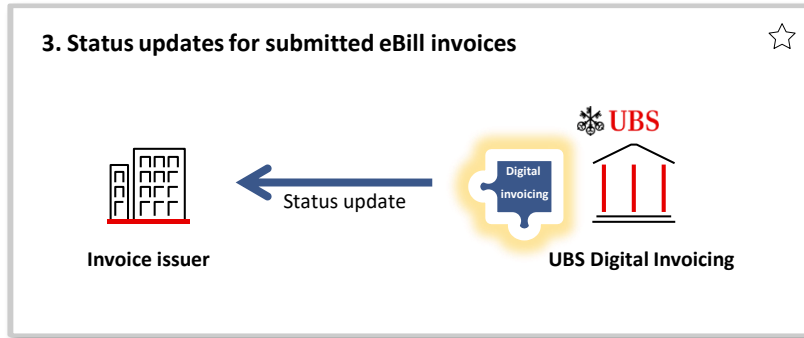 3. Status updates for submitted eBill invoices
UBS
Digital
invoicing
Status update
Invoice issuer
UBS Digital Invoicing